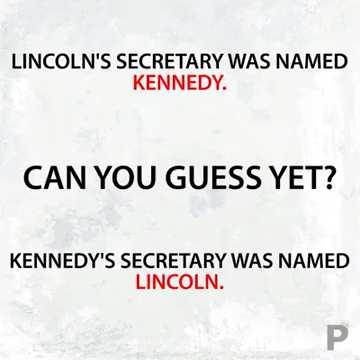 LINCOLN'S SECRETARY WAS NAMED
KENNEDY.
CAN YOU GUESS YET?
KENNEDY'S SECRETARY WAS NAMED
LINCOLN.
P